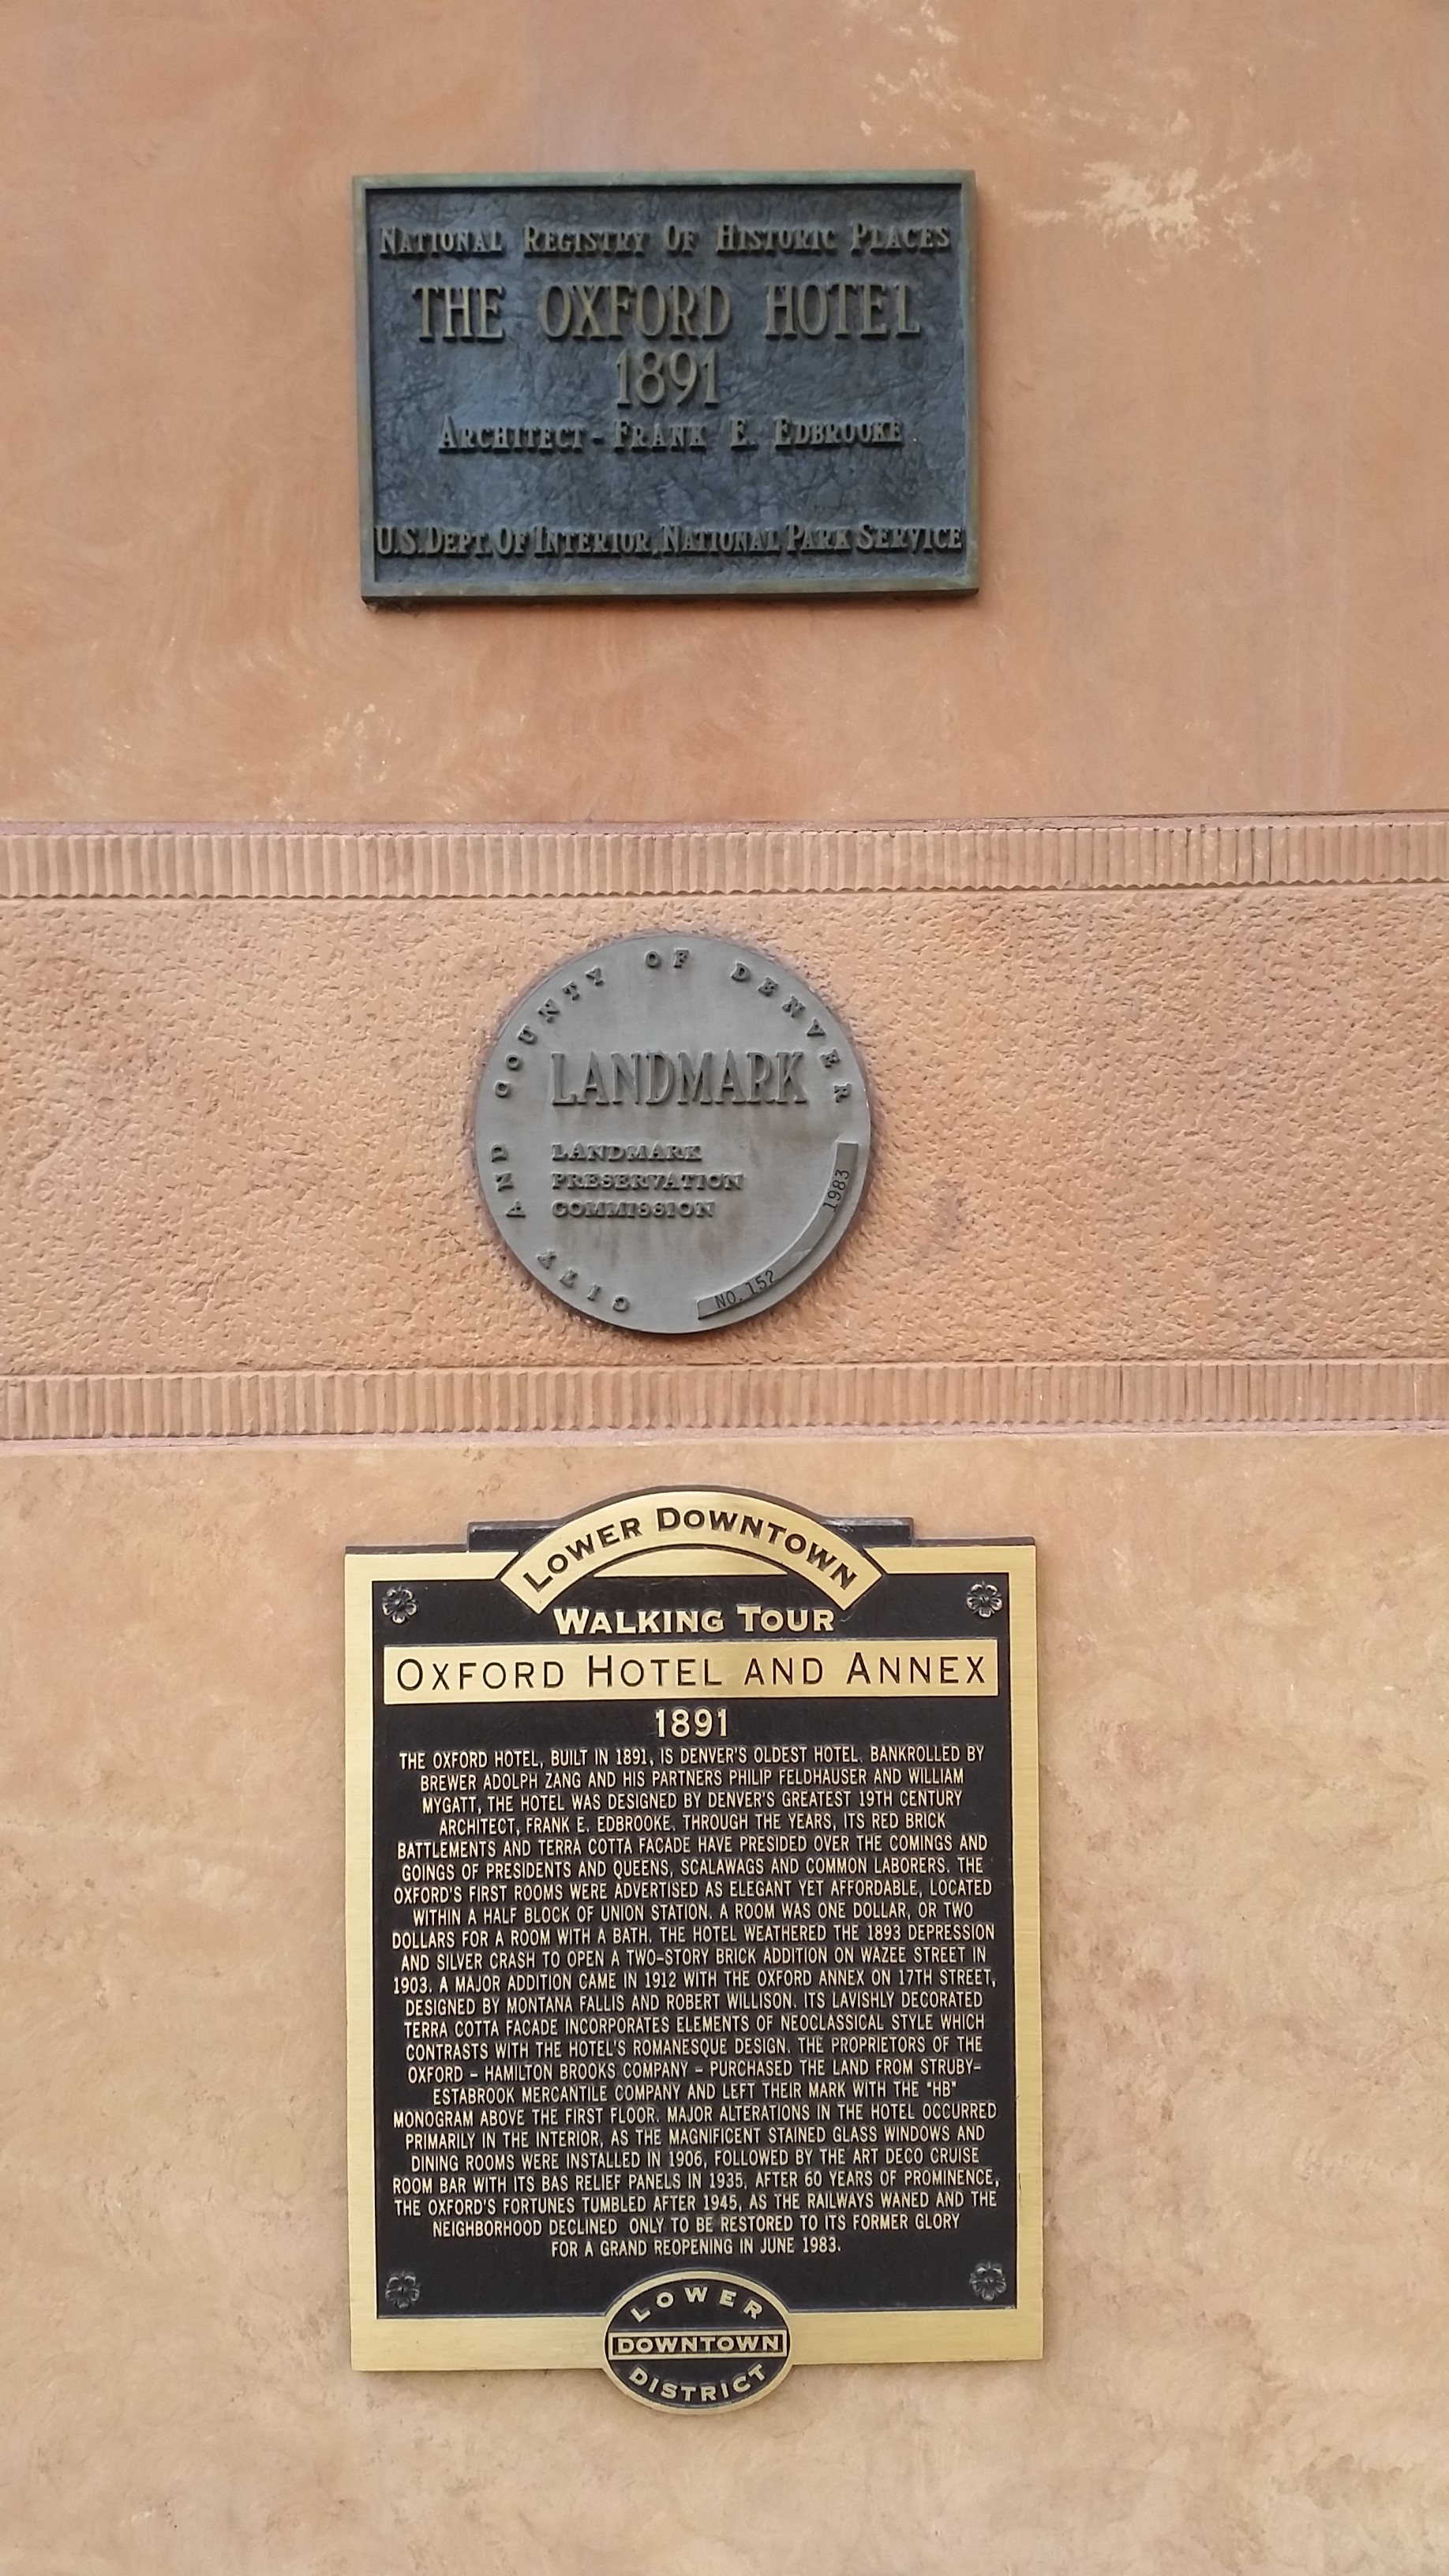 NATIONAL REGISTRY OF HISTORIC PLACES
THE OXFORD HOTEL
1891
ARCHITECT - FRANK E. EDBROOKE
U.S. DEPT. OF INTERIOR, NATIONAL PARK SERVICE
CITY AND COUNTY OF DENVER
LANDMARK
LANDMARK
PRESERVATION
COMMISSION
NO. 152 1983
LOWER DOWNTOWN
WALKING TOUR
OXFORD HOTEL AND ANNEX
1891
THE OXFORD HOTEL, BUILT IN 1891, IS DENVER'S OLDEST HOTEL. BANKROLLED BY
BREWER ADOLPH ZANG AND HIS PARTNERS PHILIP FELDHAUSER AND WILLIAM
MYGATT, THE HOTEL WAS DESIGNED BY DENVER'S GREATEST 19TH CENTURY
ARCHITECT, FRANK E. EDBROOKE. THROUGH THE YEARS, ITS RED BRICK
BATTLEMENTS AND TERRA COTTA FACADE HAVE PRESIDED OVER THE COMINGS AND
GOINGS OF PRESIDENTS AND QUEENS, SCALAWAGS AND COMMON LABORERS. THE
OXFORD'S FIRST ROOMS WERE ADVERTISED AS ELEGANT YET AFFORDABLE, LOCATED
WITHIN A HALF BLOCK OF UNION STATION. A ROOM WAS ONE DOLLAR, OR TWO
DOLLARS FOR A ROOM WITH A BATH. THE HOTEL WEATHERED THE 1893 DEPRESSION
AND SILVER CRASH TO OPEN A TWO-STORY BRICK ADDITION ON WAZEE STREET IN
1903. A MAJOR ADDITION CAME IN 1912 WITH THE OXFORD ANNEX ON 17TH STREET,
DESIGNED BY MONTANA FALLIS AND ROBERT WILLISON. ITS LAVISHLY DECORATED
TERRA COTTA FACADE INCORPORATES ELEMENTS OF NEOCLASSICAL STYLE WHICH
CONTRASTS WITH THE HOTEL'S ROMANESQUE DESIGN. THE PROPRIETORS OF THE
OXFORD - HAMILTON BROOKS COMPANY - PURCHASED THE LAND FROM STRUBY-
ESTABROOK MERCANTILE COMPANY AND LEFT THEIR MARK WITH THE "HB"
MONOGRAM ABOVE THE FIRST FLOOR. MAJOR ALTERATIONS IN THE HOTEL OCCURRED
PRIMARILY IN THE INTERIOR, AS THE MAGNIFICENT STAINED GLASS WINDOWS AND
DINING ROOMS WERE INSTALLED IN 1906, FOLLOWED BY THE ART DECO CRUISE
ROOM BAR WITH ITS BAS RELIEF PANELS IN 1935. AFTER 60 YEARS OF PROMINENCE,
THE OXFORD'S FORTUNES TUMBLED AFTER 1945, AS THE RAILWAYS WANED AND THE
NEIGHBORHOOD DECLINED ONLY TO BE RESTORED TO ITS FORMER GLORY
FOR A GRAND REOPENING IN JUNE 1983.
LOWER
DOWNTOWN
DISTRICT